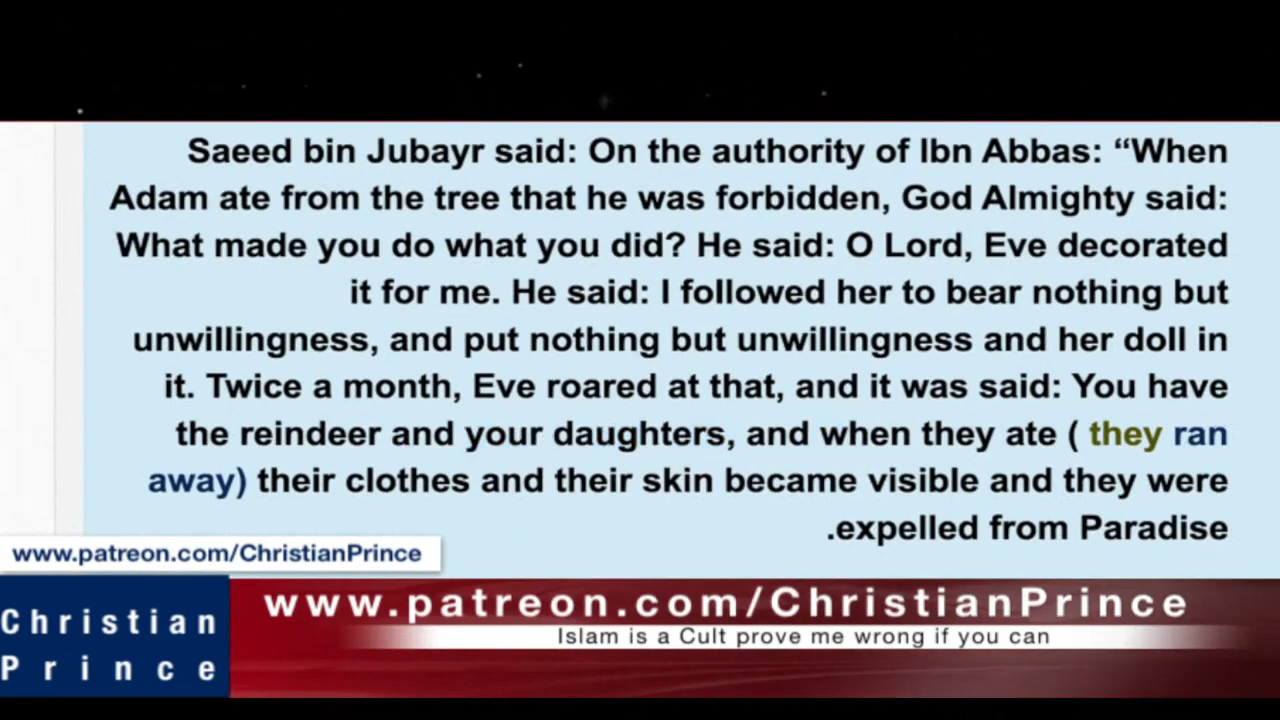 Saeed bin Jubayr said: On the authority of Ibn Abbas: “When
Adam ate from the tree that he was forbidden, God Almighty said:
What made you do what you did? He said: O Lord, Eve decorated
it for me. He said: I followed her to bear nothing but
unwillingness, and put nothing but unwillingness and her doll in
it. Twice a month, Eve roared at that, and it was said: You have
the reindeer and your daughters, and when they ate ( they ran
away) their clothes and their skin became visible and they were
.expelled from Paradise
www.patreon.com/ChristianPrince
Christian
Prince
www.patreon.com/ChristianPrince
Islam is a Cult prove me wrong if you can